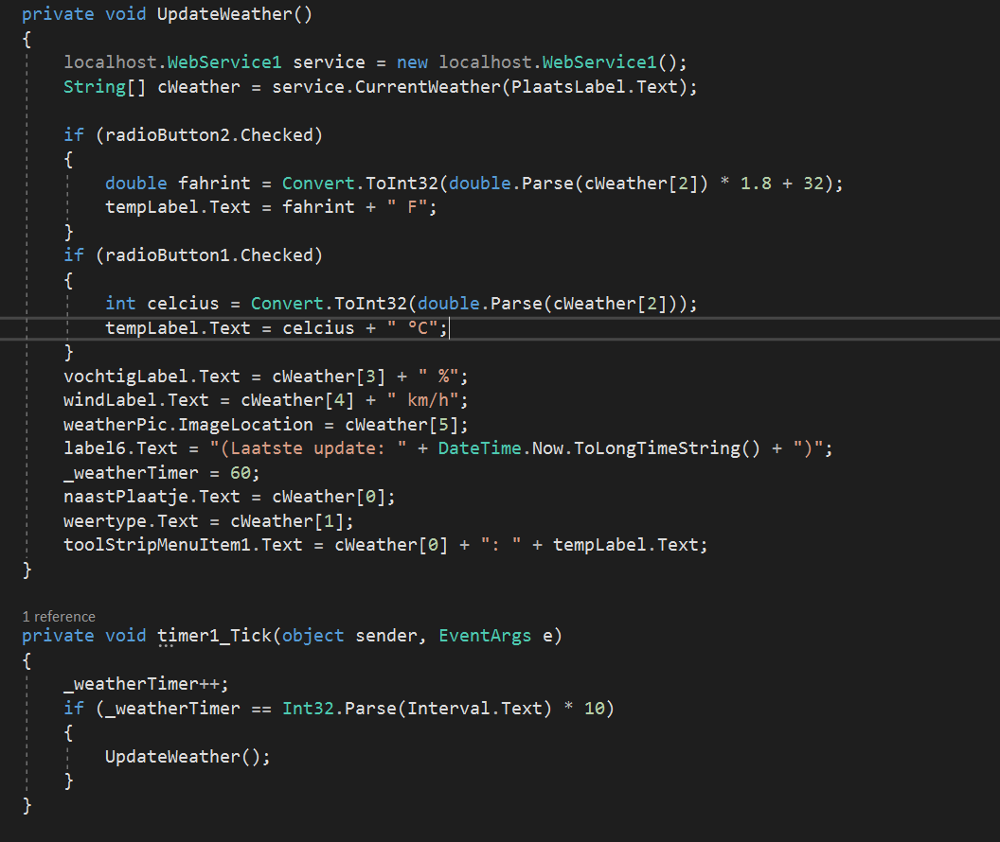 private void UpdateWeather()
{
    localhost.WebService1 service = new localhost.WebService1();
    String[] cWeather = service.CurrentWeather(PlaatsLabel.Text);

    if (radioButton2.Checked)
    {
        double fahrint = Convert.ToInt32(double.Parse(cWeather[2]) * 1.8 + 32);
        tempLabel.Text = fahrint + " F";
    }
    if (radioButton1.Checked)
    {
        int celcius = Convert.ToInt32(double.Parse(cWeather[2]));
        tempLabel.Text = celcius + " °C";
    }
    vochtigLabel.Text = cWeather[3] + " %";
    windLabel.Text = cWeather[4] + " km/h";
    weatherPic.ImageLocation = cWeather[5];
    label6.Text = "(Laatste update: " + DateTime.Now.ToLongTimeString() + ")";
    _weatherTimer = 60;
    naastPlaatje.Text = cWeather[0];
    weertype.Text = cWeather[1];
    toolStripMenuItem1.Text = cWeather[0] + ": " + tempLabel.Text;
}

1 reference
private void timer1_Tick(object sender, EventArgs e)
{
    _weatherTimer++;
    if (_weatherTimer == Int32.Parse(Interval.Text) * 10)
    {
        UpdateWeather();
    }
}